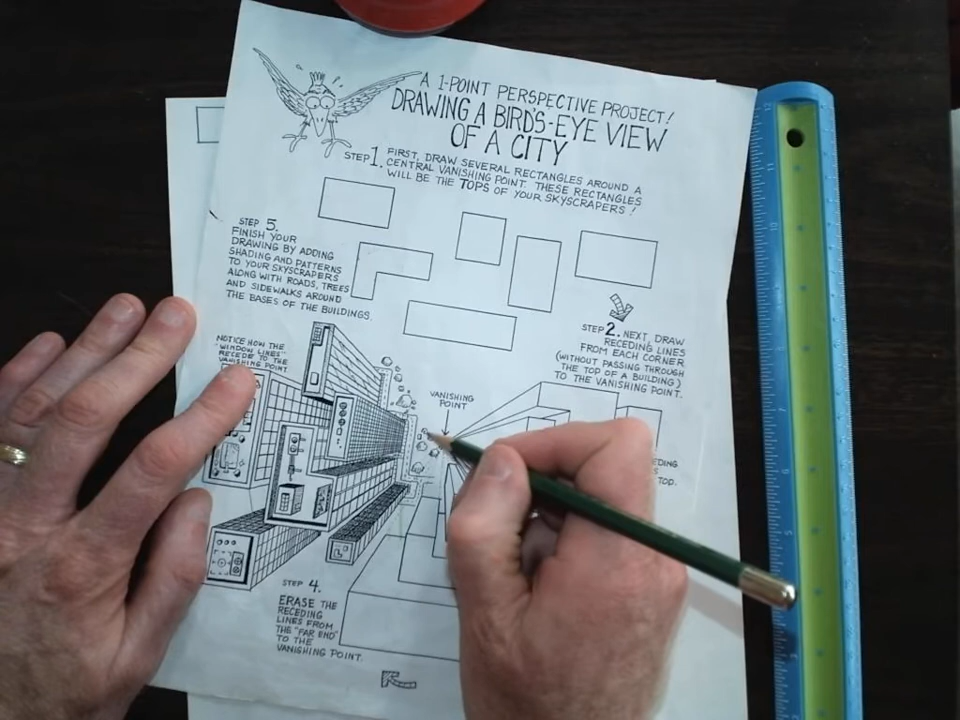 A 1-POINT PERSPECTIVE PROJECT!
DRAWING A BIRD'S-EYE VIEW
OF A CITY
STEP 1. FIRST, DRAW SEVERAL RECTANGLES AROUND A
CENTRAL VANISHING POINT. THESE RECTANGLES
WILL BE THE TOPS OF YOUR SKYSCRAPERS!
STEP 5.
FINISH YOUR
DRAWING BY ADDING
SHADING AND PATTERNS
TO YOUR SKYSCRAPERS
ALONG WITH ROADS, TREES
AND SIDEWALKS AROUND
THE BASES OF THE BUILDINGS.
STEP 2. NEXT, DRAW
RECEDING LINES
FROM EACH CORNER
(WITHOUT PASSING THROUGH
THE TOP OF A BUILDING)
TO THE VANISHING POINT.
NOTICE HOW THE
"WINDOW LINES"
RECEDE TO THE
VANISHING POINT.
VANISHING
POINT
TOP.
STEP 4.
ERASE THE
RECEDING
LINES FROM
THE "FAR END"
TO THE
VANISHING POINT.